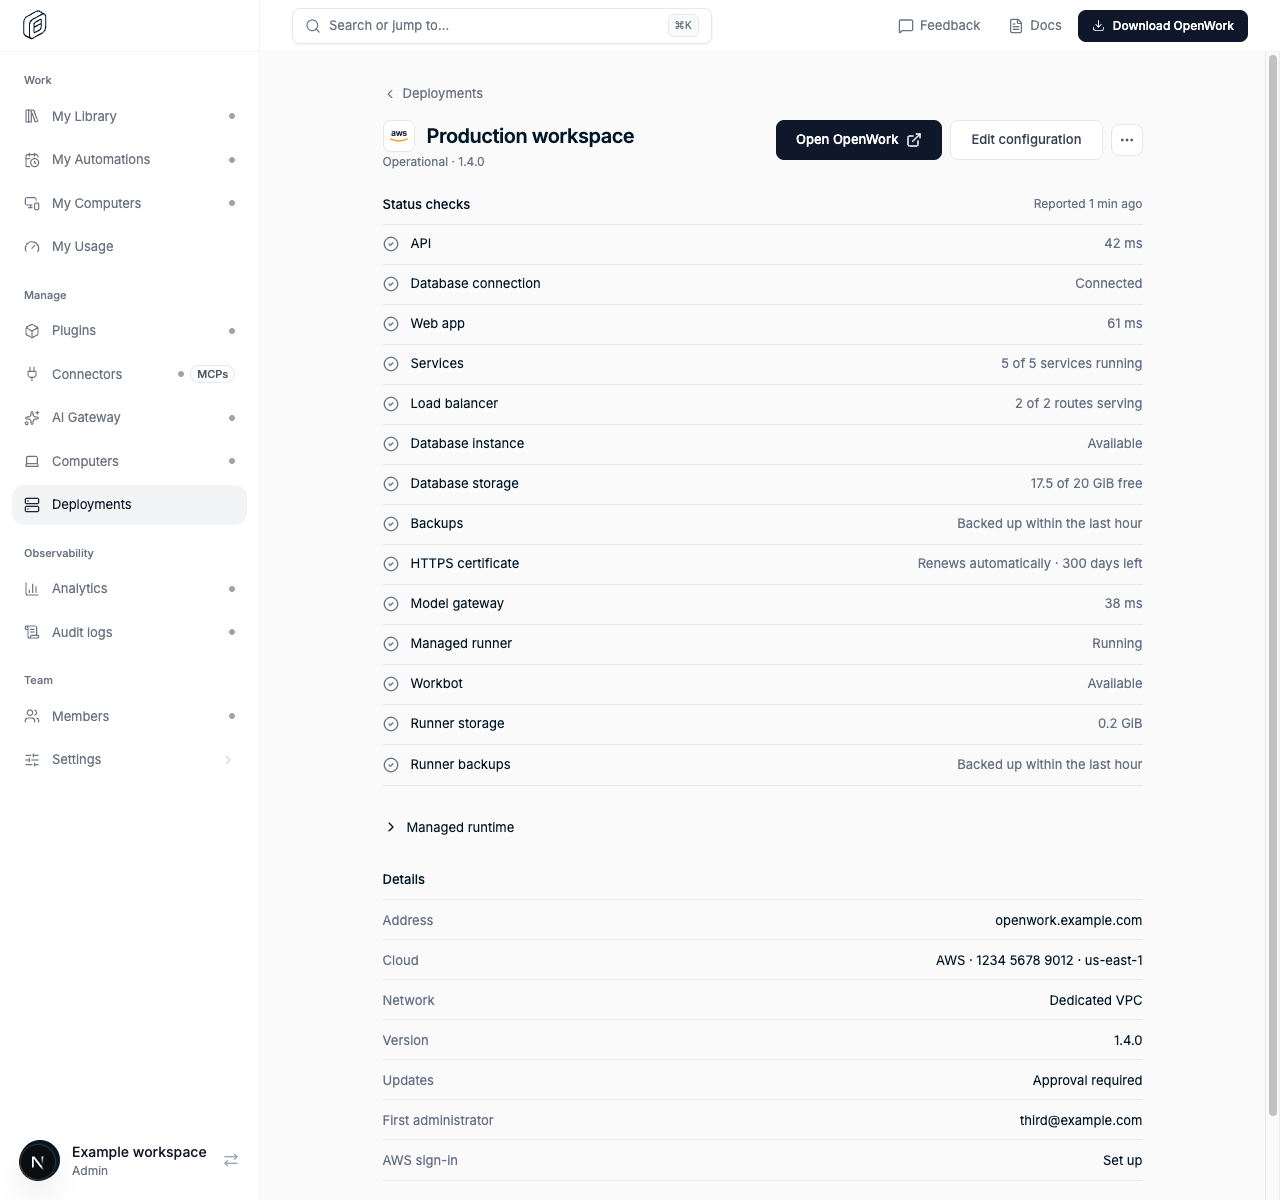 Search or jump to...
⌘K
Feedback
Docs
Download OpenWork
Work
My Library
My Automations
My Computers
My Usage
Manage
Plugins
Connectors
MCPs
AI Gateway
Computers
Deployments
Observability
Analytics
Audit logs
Team
Members
Settings
N
Example workspace
Admin
Deployments
aws
Production workspace
Operational · 1.4.0
Open OpenWork
Edit configuration
Status checks
Reported 1 min ago
API
42 ms
Database connection
Connected
Web app
61 ms
Services
5 of 5 services running
Load balancer
2 of 2 routes serving
Database instance
Available
Database storage
17.5 of 20 GiB free
Backups
Backed up within the last hour
HTTPS certificate
Renews automatically · 300 days left
Model gateway
38 ms
Managed runner
Running
Workbot
Available
Runner storage
0.2 GiB
Runner backups
Backed up within the last hour
Managed runtime
Details
Address
openwork.example.com
Cloud
AWS · 1234 5678 9012 · us-east-1
Network
Dedicated VPC
Version
1.4.0
Updates
Approval required
First administrator
third@example.com
AWS sign-in
Set up